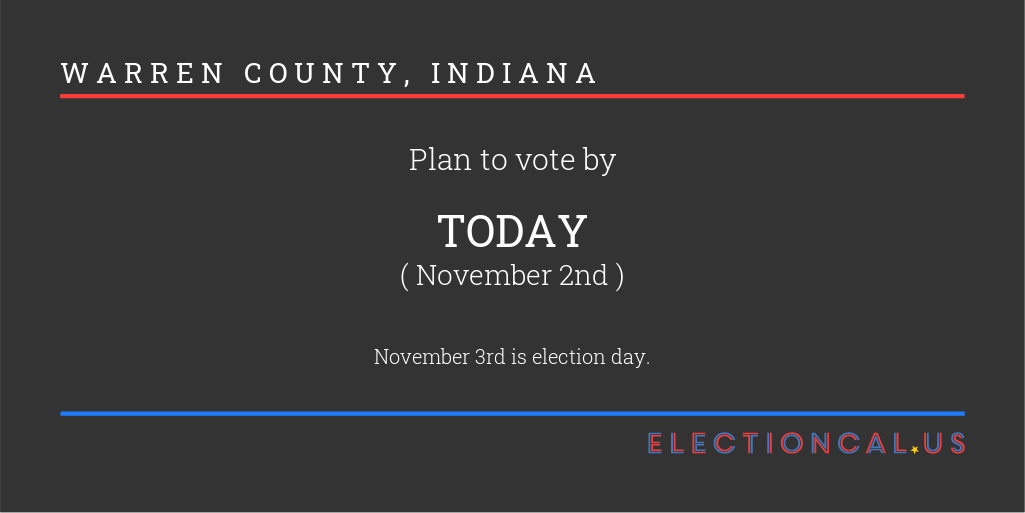 WARREN COUNTY, INDIANA
Plan to vote by
TODAY
( November 2nd )
November 3rd is election day.
ELECTIONCAL.US